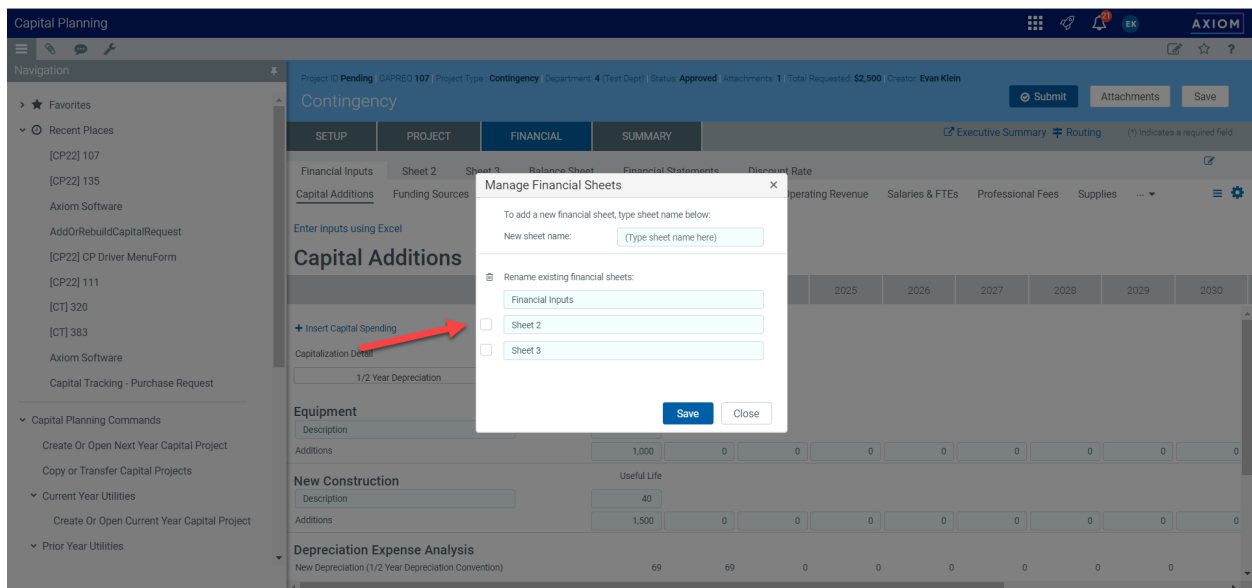 Capital Planning
21
EK
AXIOM
?
Navigation
Favorites
Recent Places
[CP22] 107
[CP22] 135
Axiom Software
AddOrRebuildCapitalRequest
[CP22] CP Driver MenuForm
[CP22] 111
[CT] 320
[CT] 383
Axiom Software
Capital Tracking - Purchase Request
Capital Planning Commands
Create Or Open Next Year Capital Project
Copy or Transfer Capital Projects
Current Year Utilities
Create Or Open Current Year Capital Project
Prior Year Utilities
Project ID Pending | CAPREQ 107 | Project Type : Contingency | Department 4 (Test Dept) | Status: Approved | Attachments: 1 | Total Requested: $2,500 | Creator: Evan Klein
Contingency
Submit Attachments Save
SETUP PROJECT FINANCIAL SUMMARY
Executive Summary Routing (*) Indicates a required field
Financial Inputs Sheet 2 Sheet 3 Balance Sheet Financial Statements Discount Rate
Capital Additions Funding Sources Operating Revenue Salaries & FTEs Professional Fees Supplies ...
Enter inputs using Excel
Capital Additions
2025 2026 2027 2028 2029 2030
+ Insert Capital Spending
Capitalization Detail
1/2 Year Depreciation
Equipment
Description
Additions 1,000 0 0 0 0 0 0 0 0
New Construction Useful Life
Description 40
Additions 1,500 0 0 0 0 0 0 0 0
Depreciation Expense Analysis
New Depreciation (1/2 Year Depreciation Convention) 69 69 0 0 0 0 0 0
Manage Financial Sheets ×
To add a new financial sheet, type sheet name below:
New sheet name: (Type sheet name here)
Rename existing financial sheets:
Financial Inputs
Sheet 2
Sheet 3
Save Close